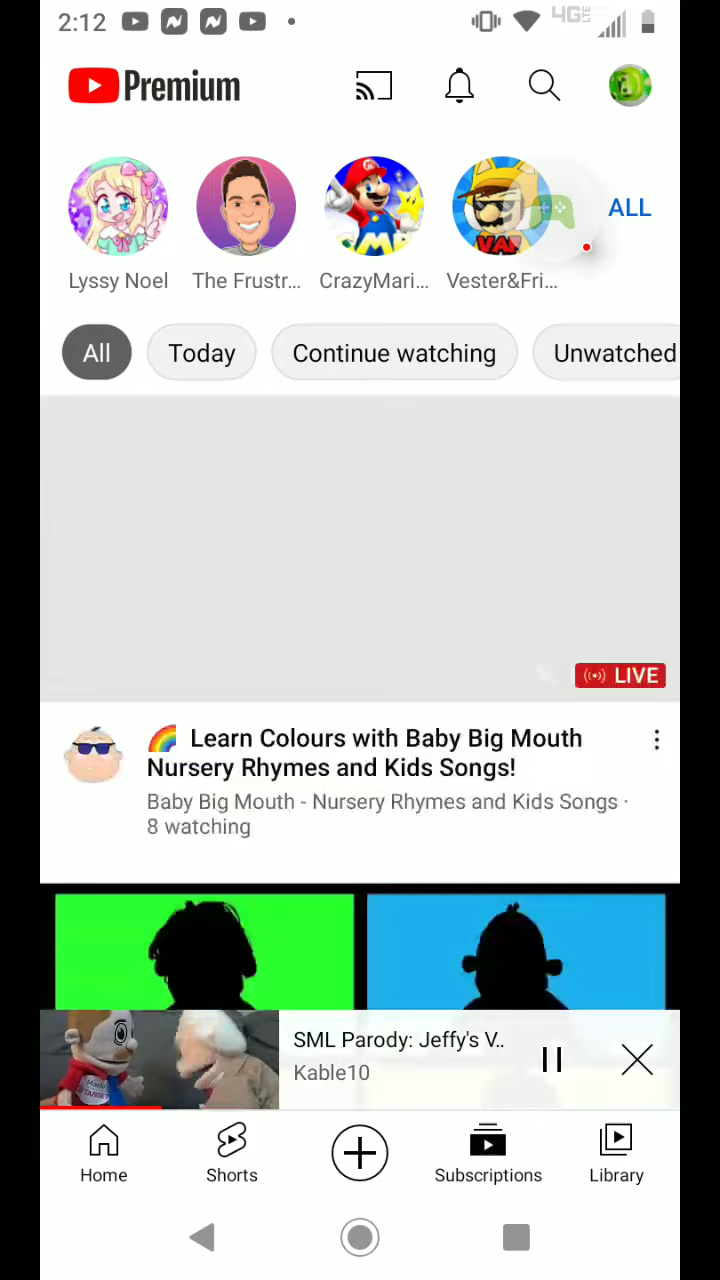 2:12
4G
Premium
ALL
Lyssy Noel
The Frustr...
CrazyMari...
Vester&Fri...
All
Today
Continue watching
Unwatched
LIVE
🌈 Learn Colours with Baby Big Mouth
Nursery Rhymes and Kids Songs!
Baby Big Mouth - Nursery Rhymes and Kids Songs ·
8 watching
SML Parody: Jeffy's V..
Kable10
Home
Shorts
Subscriptions
Library